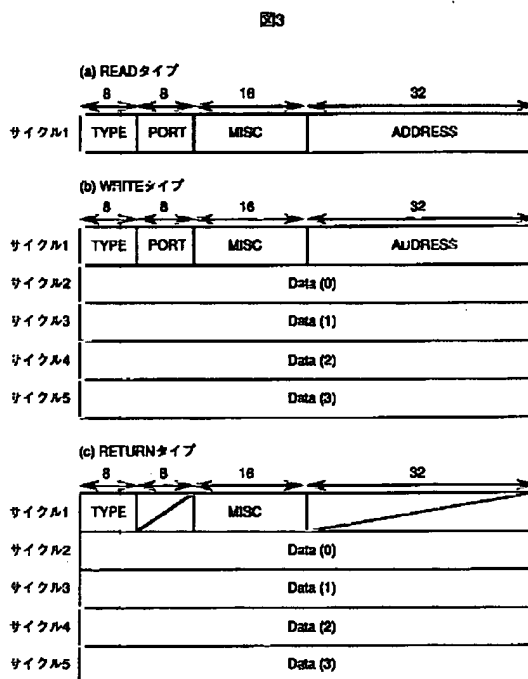 図3
(a) READタイプ
8 8 16 32
サイクル1 TYPE PORT MISC ADDRESS
(b) WRITEタイプ
8 8 16 32
サイクル1 TYPE PORT MISC ADDRESS
サイクル2 Data (0)
サイクル3 Data (1)
サイクル4 Data (2)
サイクル5 Data (3)
(c) RETURNタイプ
8 8 16 32
サイクル1 TYPE MISC
サイクル2 Data (0)
サイクル3 Data (1)
サイクル4 Data (2)
サイクル5 Data (3)